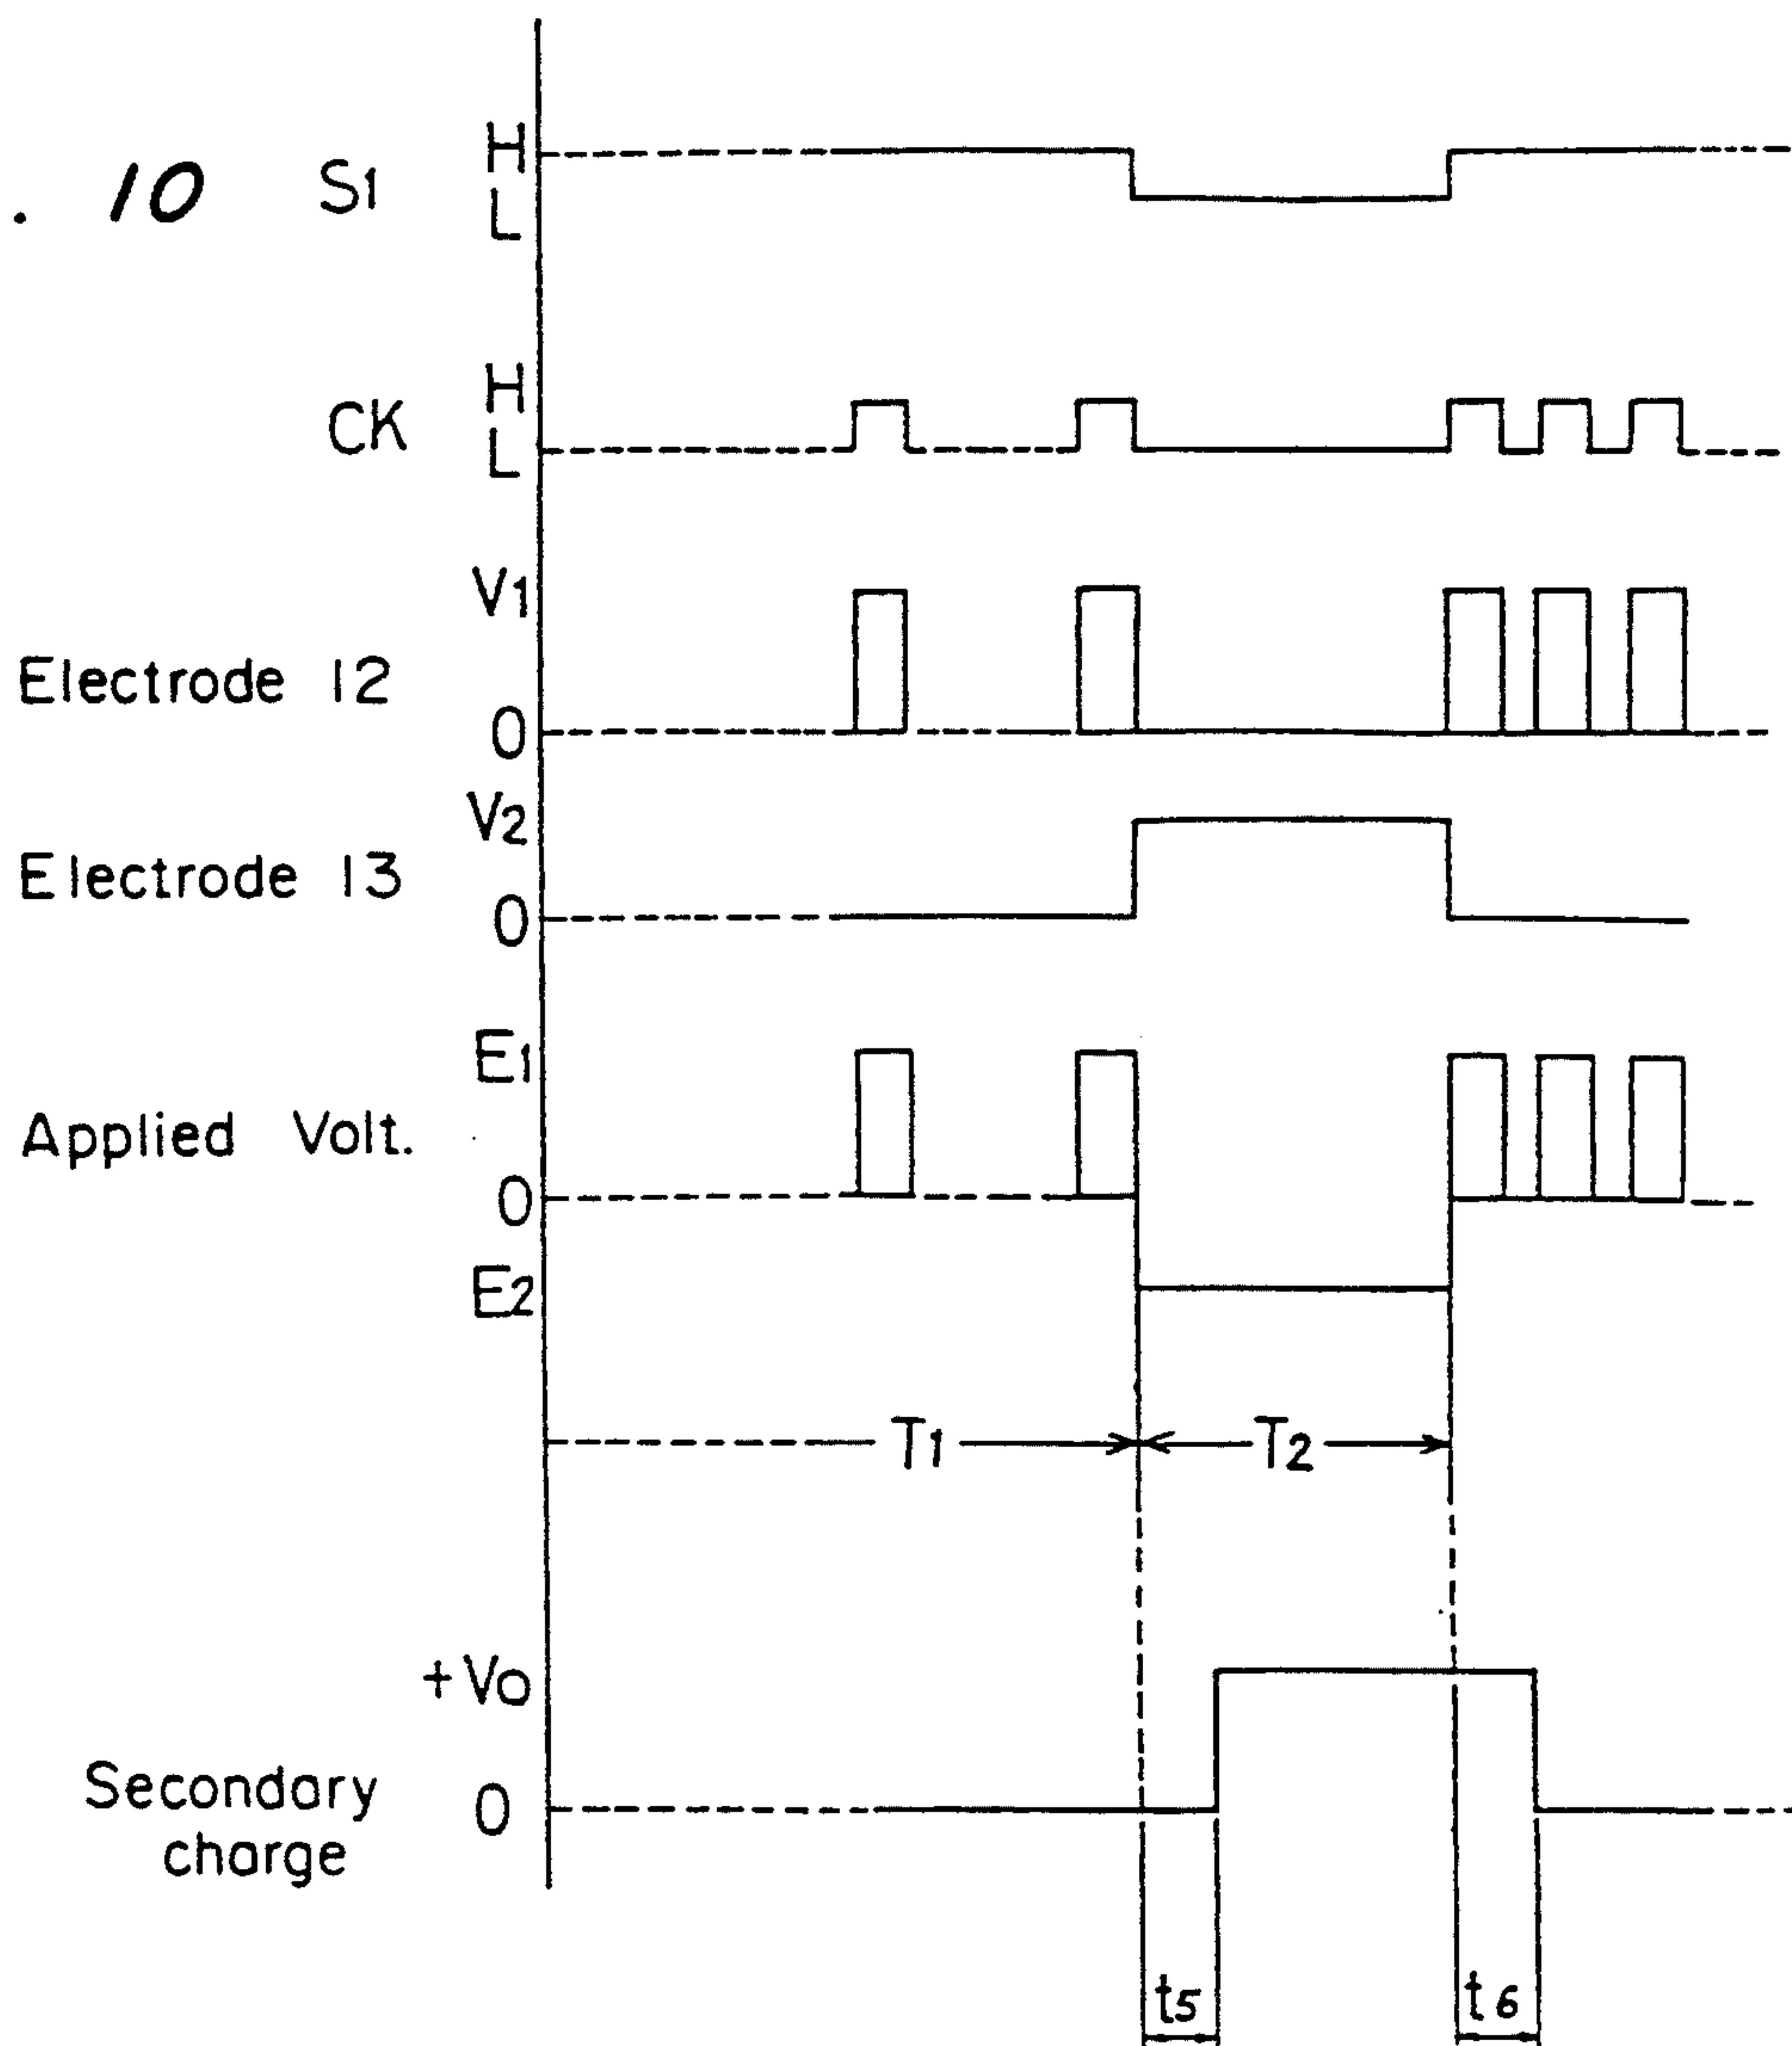 . 10 S1 H
L
CK H
L
V1
Electrode 12
0
V2
Electrode 13
0
E1
Applied Volt.
0
E2
T1 T2
+Vo
Secondary
charge
0
t5 t6